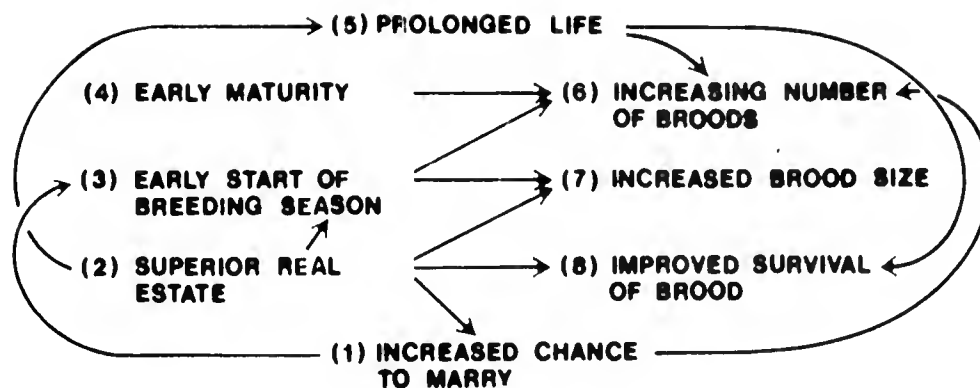 (5) PROLONGED LIFE
(4) EARLY MATURITY
(6) INCREASING NUMBER
OF BROODS
(3) EARLY START OF
BREEDING SEASON
(7) INCREASED BROOD SIZE
(2) SUPERIOR REAL
ESTATE
(8) IMPROVED SURVIVAL
OF BROOD
(1) INCREASED CHANCE
TO MARRY